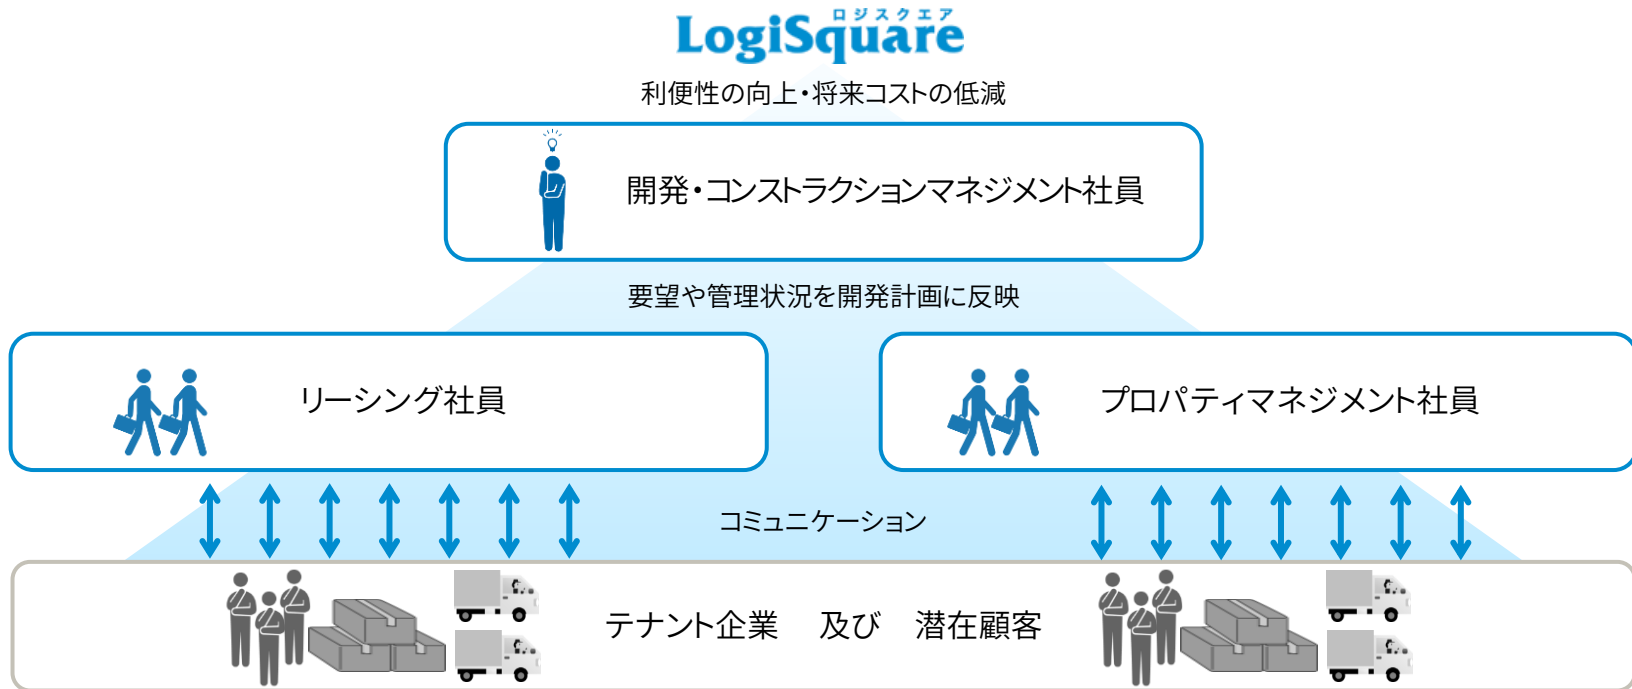 ロジスクエア
LogiSquare
利便性の向上・将来コストの低減
開発・コンストラクションマネジメント社員
要望や管理状況を開発計画に反映
リーシング社員
プロパティマネジメント社員
コミュニケーション
テナント企業 及び 潜在顧客